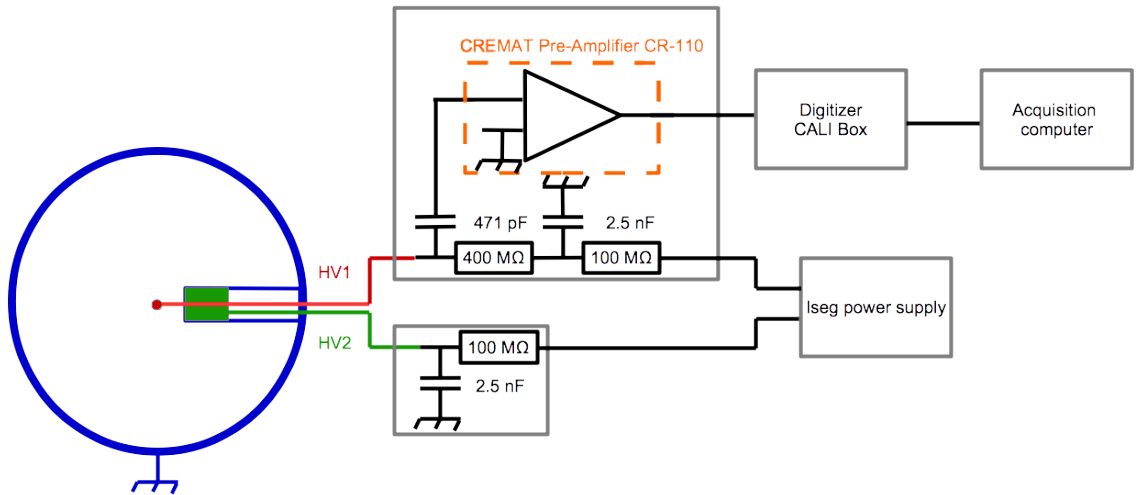 CREMAT Pre-Amplifier CR-110
Digitizer
CALI Box
Acquisition
computer
471 pF
2.5 nF
400 MΩ
100 MΩ
HV1
Iseg power supply
HV2
100 MΩ
2.5 nF